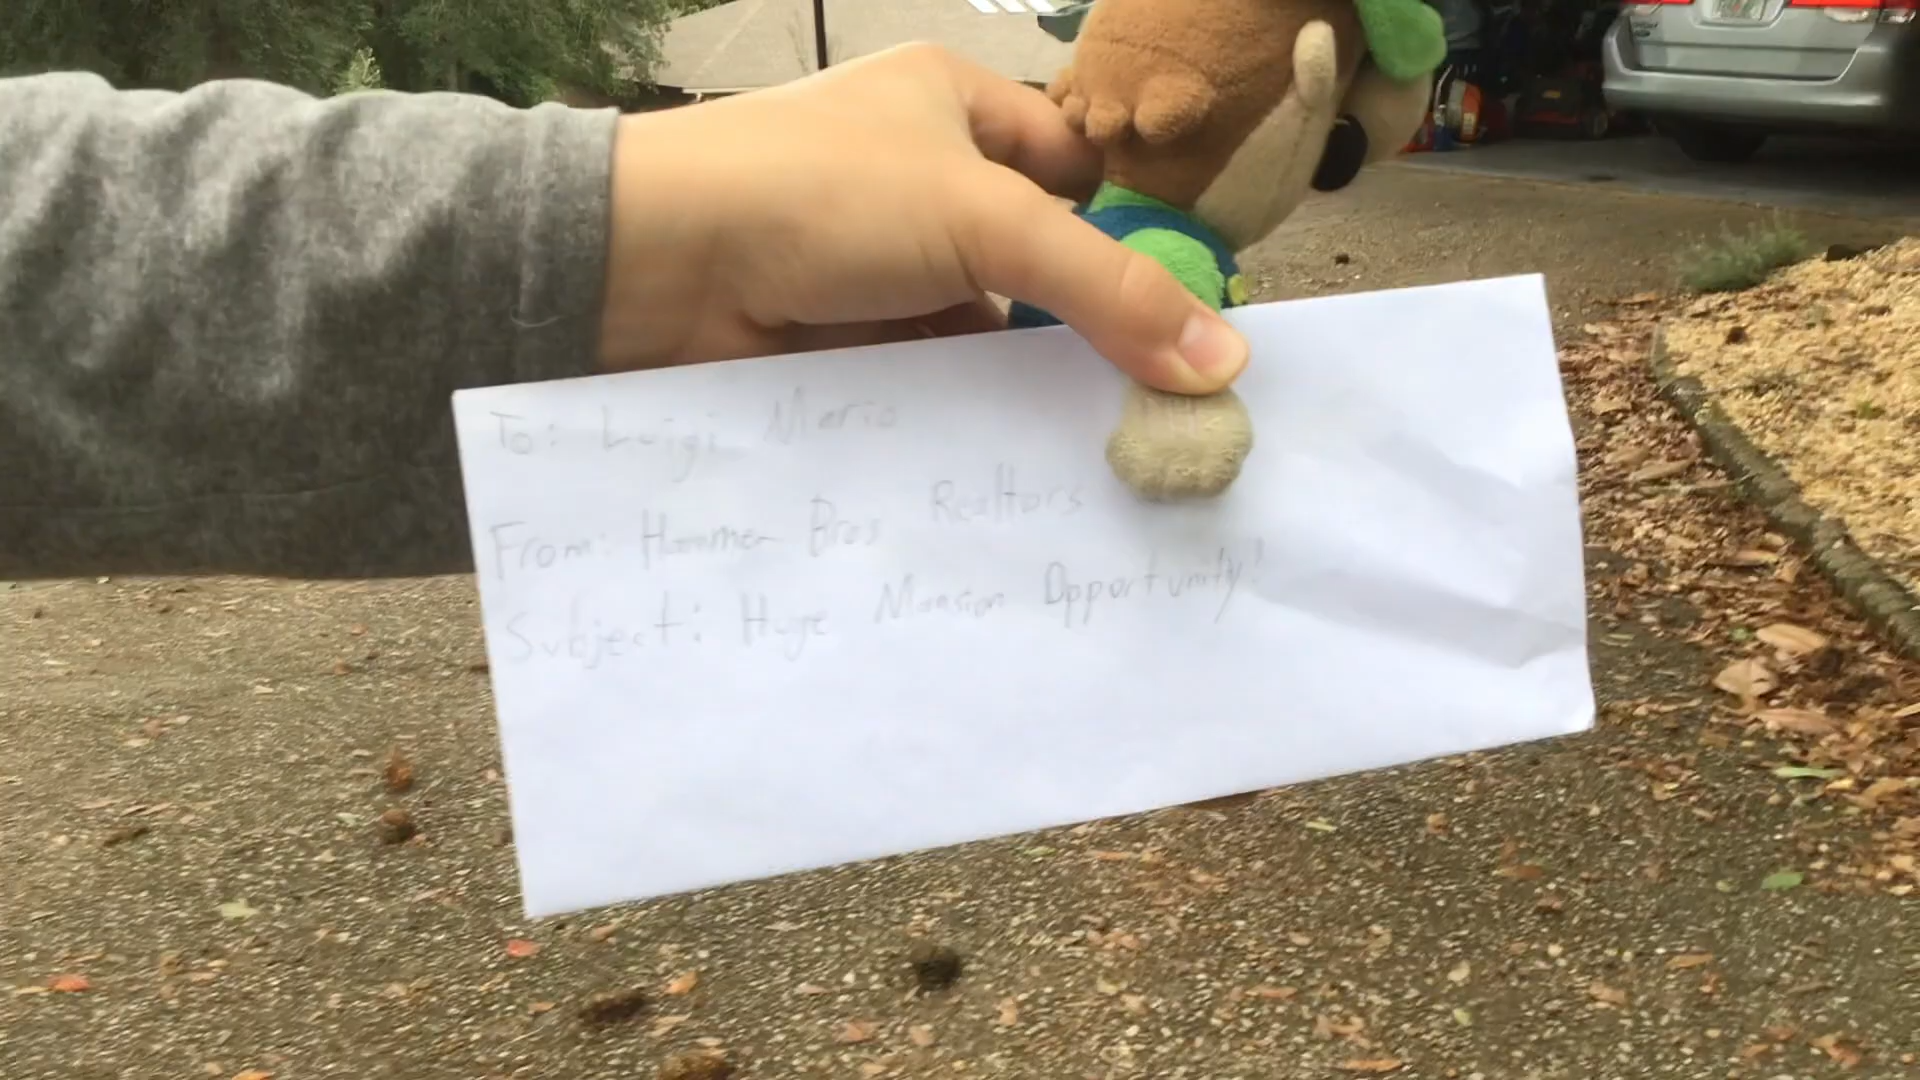 To: Luigi Mario
From: Hammer Bros Realtors
Subject: Huge Mansion Opportunity!